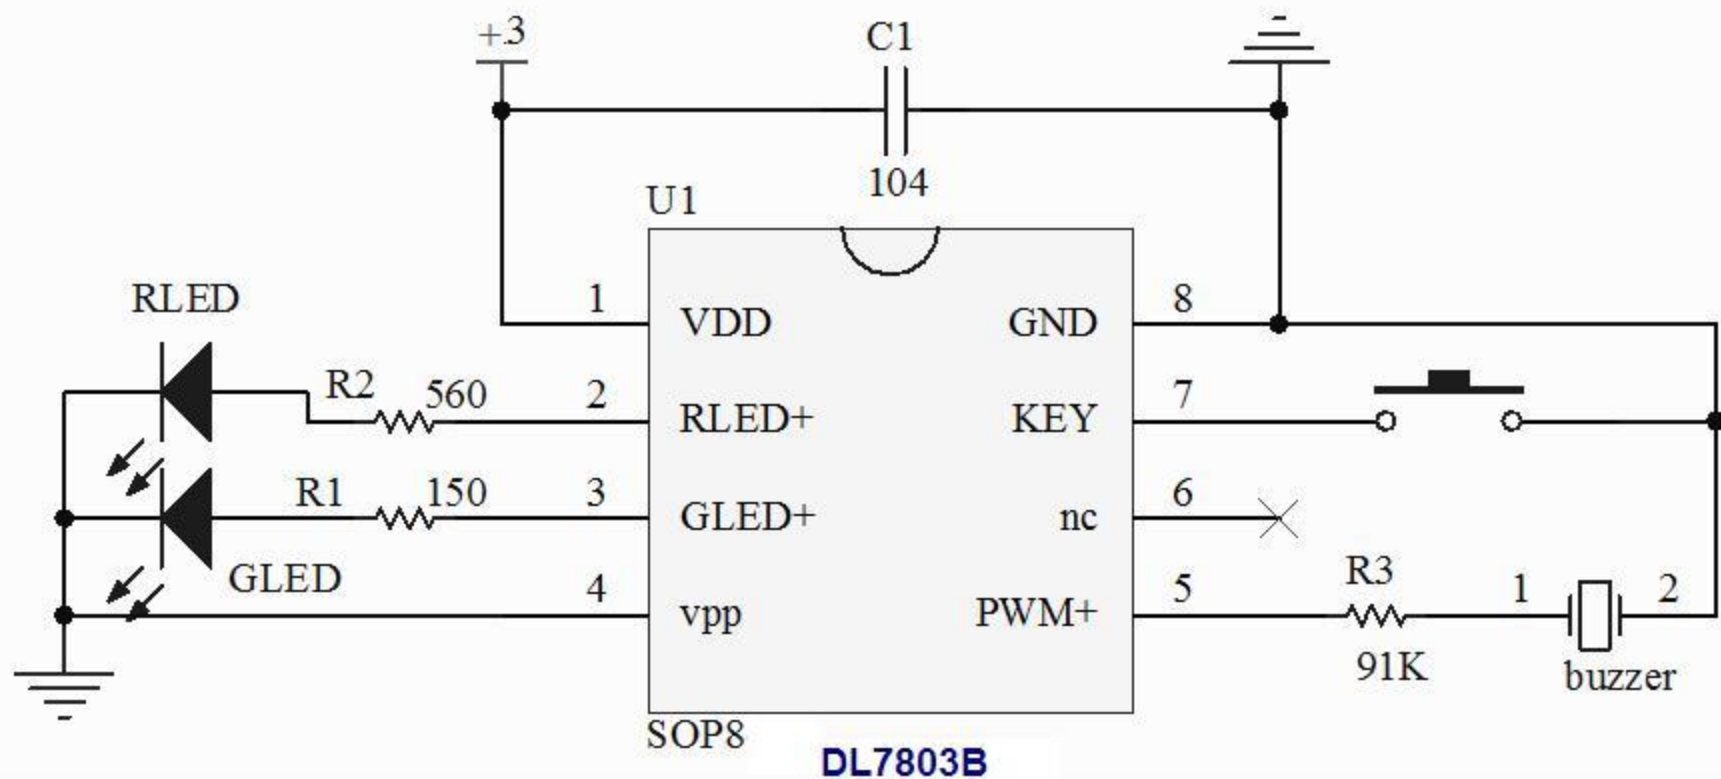 +3
C1
104
U1
RLED
1
VDD
GND
8
R2
560
2
RLED+
KEY
7
R1
150
3
GLED+
nc
6
GLED
4
vpp
PWM+
5
R3
91K
1
2
buzzer
SOP8
DL7803B